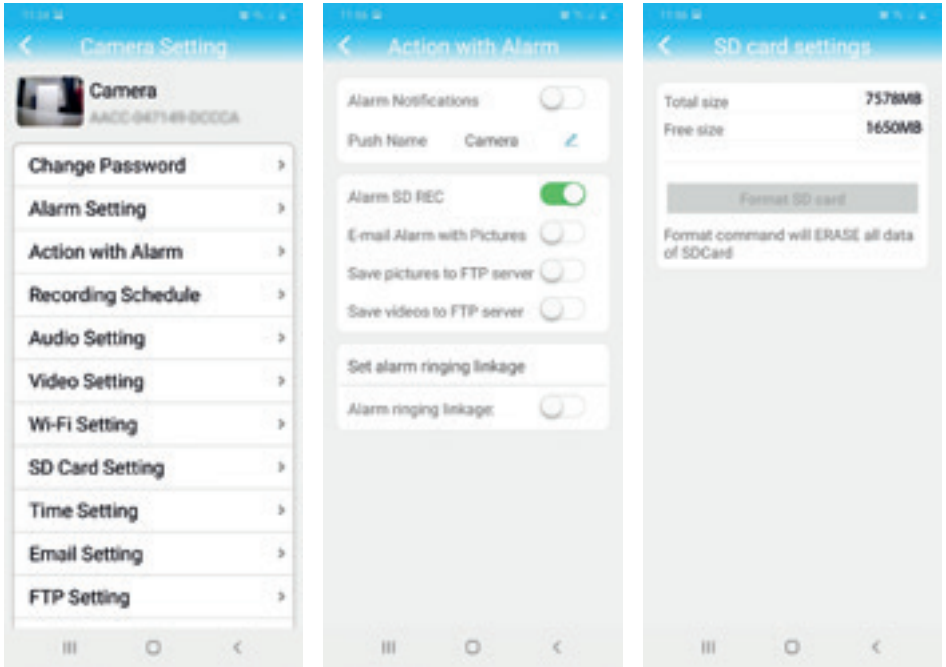 Camera Setting
Camera
Change Password
Alarm Setting
Action with Alarm
Recording Schedule
Audio Setting
Video Setting
Wi-Fi Setting
SD Card Setting
Time Setting
Email Setting
FTP Setting
Action with Alarm
Alarm Notifications
Push Name Camera
Alarm SD REC
E-mail Alarm with Pictures
Save pictures to FTP server
Save videos to FTP server
Set alarm ringing linkage
Alarm ringing linkage:
SD card settings
Total size 7578MB
Free size 1650MB
Format SD card
Format command will ERASE all data
of SDCard